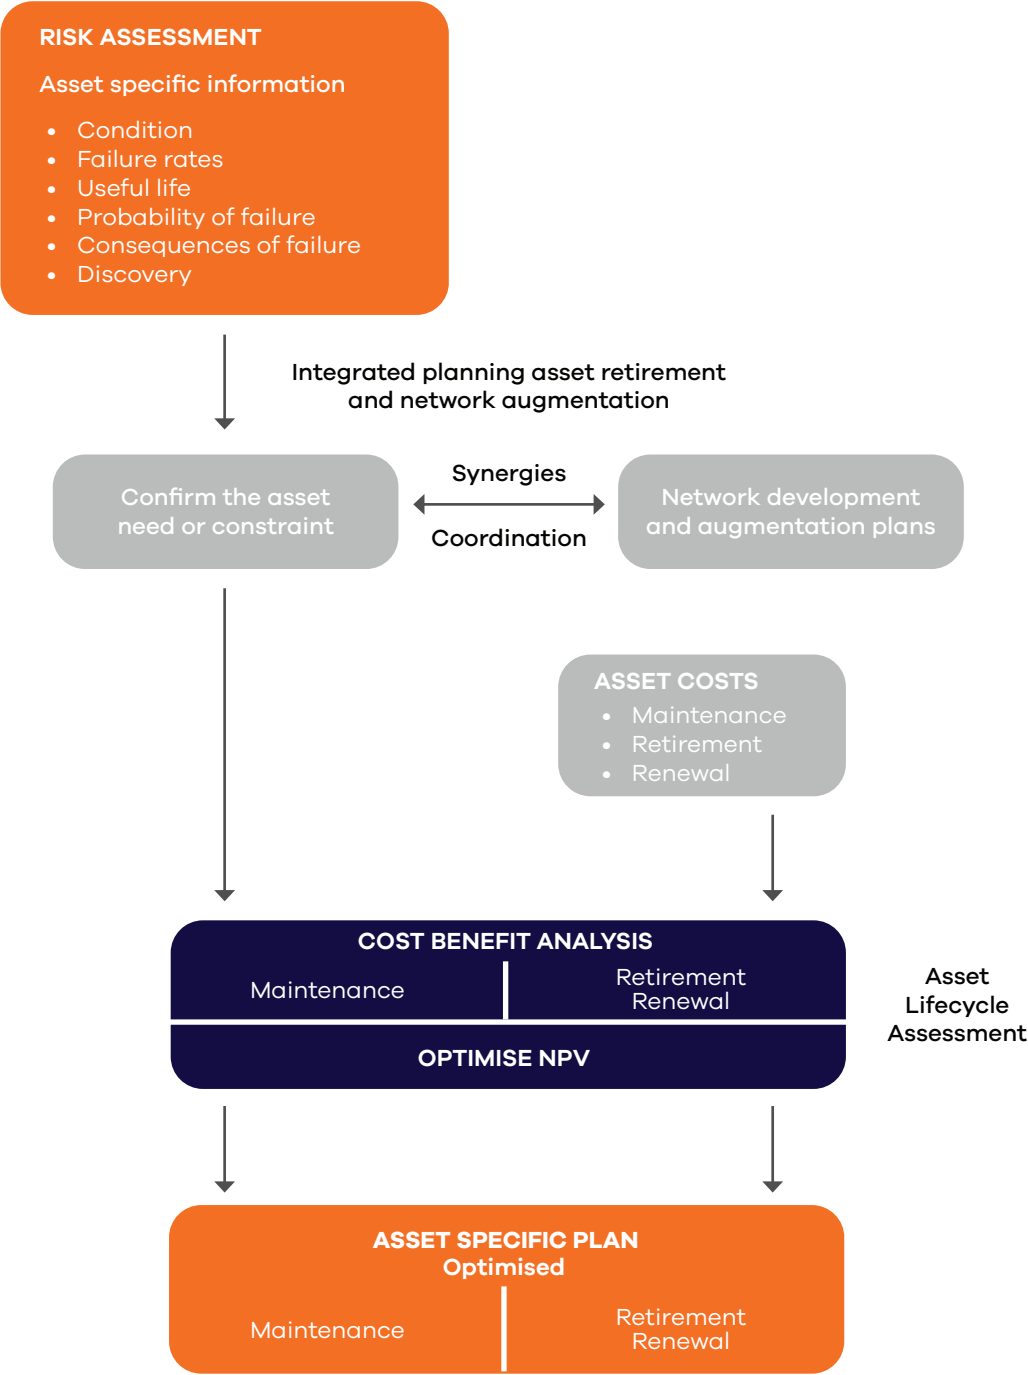 RISK ASSESSMENT
Asset specific information
• Condition
• Failure rates
• Useful life
• Probability of failure
• Consequences of failure
• Discovery
Integrated planning asset retirement
and network augmentation
Confirm the asset
need or constraint
Synergies
Coordination
Network development
and augmentation plans
ASSET COSTS
• Maintenance
• Retirement
• Renewal
COST BENEFIT ANALYSIS
Maintenance
Retirement
Renewal
OPTIMISE NPV
Asset
Lifecycle
Assessment
ASSET SPECIFIC PLAN
Optimised
Maintenance
Retirement
Renewal